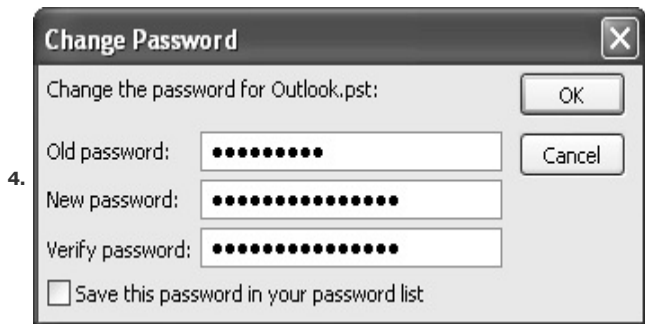 Change Password
Change the password for Outlook.pst:
OK
Old password: •••••••••
Cancel
4.
New password: •••••••••••••••
Verify password: •••••••••••••••
Save this password in your password list